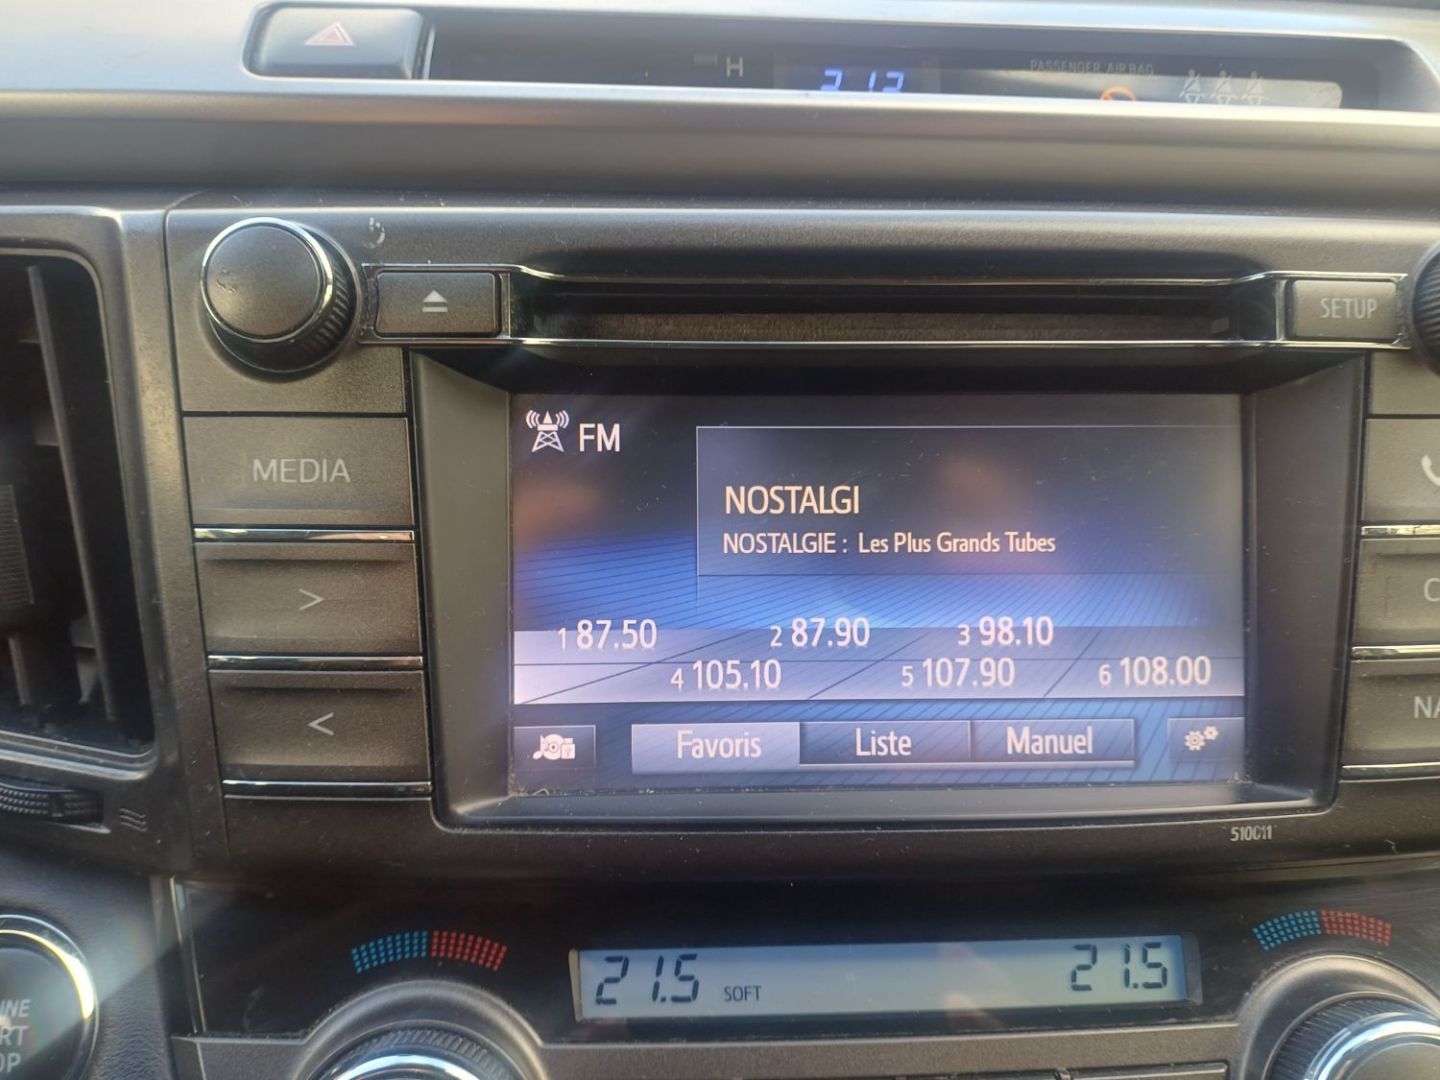 H
PASSENGER AIR BAG
SETUP
MEDIA
FM
NOSTALGI
NOSTALGIE : Les Plus Grands Tubes
1 87.50 2 87.90 3 98.10
4 105.10 5 107.90 6 108.00
Favoris Liste Manuel
>
<
510011
21.5 SOFT 21.5